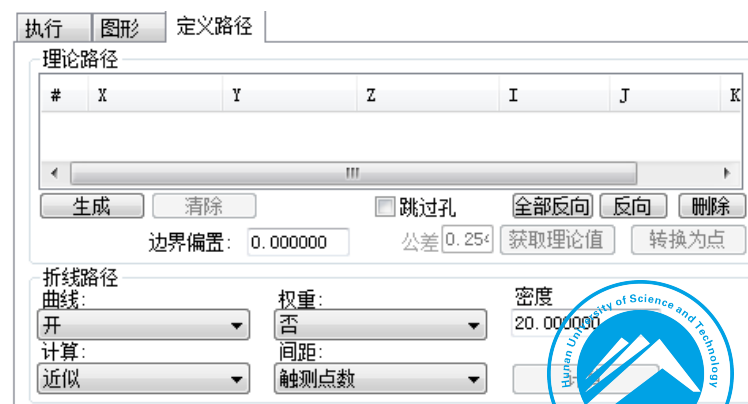 执行 图形 定义路径
理论路径
# X Y Z I J K
生成 清除 跳过孔 全部反向 反向 删除
边界偏置: 0.000000 公差 0.254 获取理论值 转换为点
折线路径
曲线: 权重: 密度
开 否 20.000000
计算: 间距:
近似 触测点数
Hunan University of Science and Technology